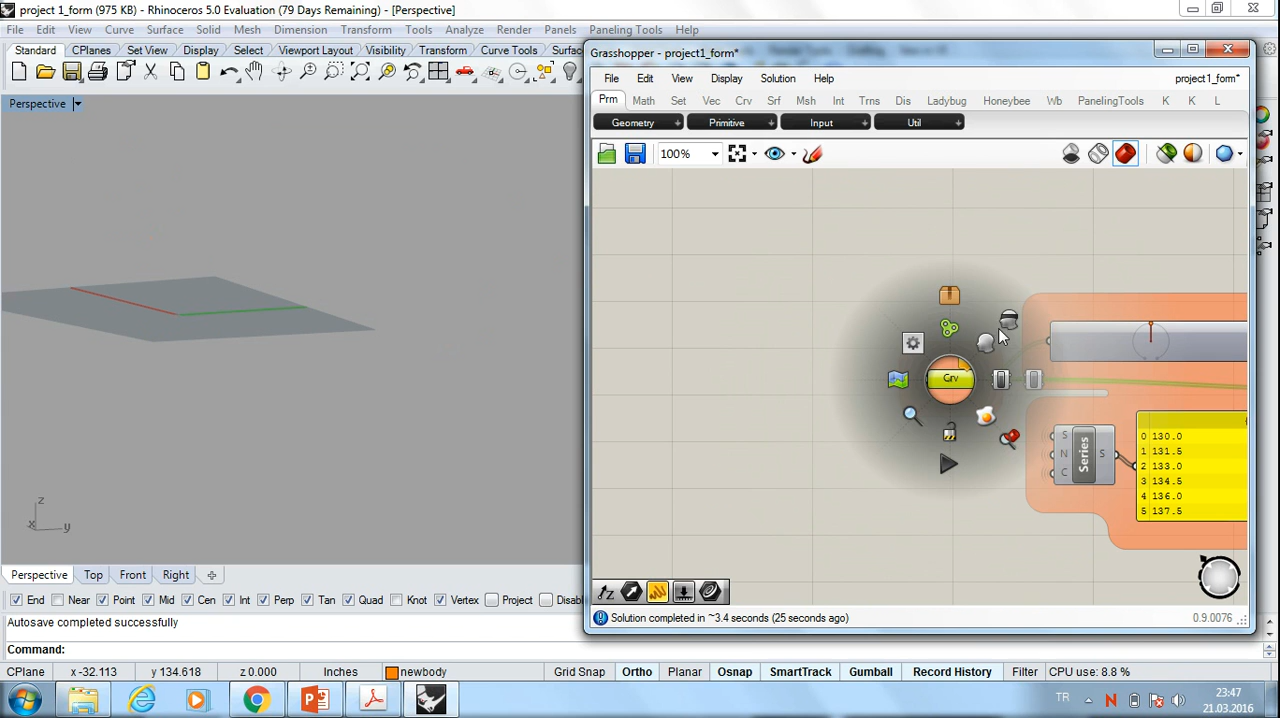 project 1_form (975 KB) - Rhinoceros 5.0 Evaluation (79 Days Remaining) - [Perspective]
File Edit View Curve Surface Solid Mesh Dimension Transform Tools Analyze Render Panels Paneling Tools Help
Standard CPlanes Set View Display Select Viewport Layout Visibility Transform Curve Tools Surfac
Perspective
Grasshopper - project1_form*
File Edit View Display Solution Help project1_form*
Prm Math Set Vec Crv Srf Msh Int Trns Dis Ladybug Honeybee Wb PanelingTools K K L
Geometry Primitive Input Util
100%
Grv
S
N
C
Series
S
0 130.0
1 131.5
2 133.0
3 134.5
4 136.0
5 137.5
z
x
y
Perspective Top Front Right
End Near Point Mid Cen Int Perp Tan Quad Knot Vertex Project Disabl
Solution completed in ~3.4 seconds (25 seconds ago) 0.9.0076
Autosave completed successfully
Command:
CPlane x -32.113 y 134.618 z 0.000 Inches newbody Grid Snap Ortho Planar Osnap SmartTrack Gumball Record History Filter CPU use: 8.8 %
TR
23:47
21.03.2016